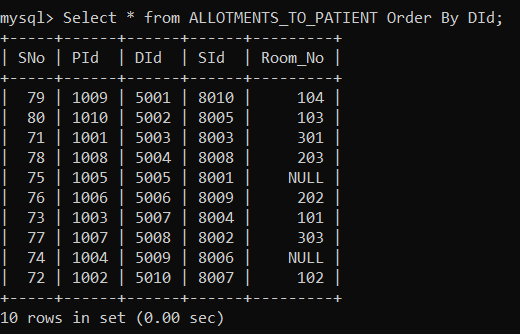 mysql> Select * from ALLOTMENTS_TO_PATIENT Order By DId;
+-----+------+------+------+---------+
| SNo | PId  | DId  | SId  | Room_No |
+-----+------+------+------+---------+
|  79 | 1009 | 5001 | 8010 |     104 |
|  80 | 1010 | 5002 | 8005 |     103 |
|  71 | 1001 | 5003 | 8003 |     301 |
|  78 | 1008 | 5004 | 8008 |     203 |
|  75 | 1005 | 5005 | 8001 |    NULL |
|  76 | 1006 | 5006 | 8009 |     202 |
|  73 | 1003 | 5007 | 8004 |     101 |
|  77 | 1007 | 5008 | 8002 |     303 |
|  74 | 1004 | 5009 | 8006 |    NULL |
|  72 | 1002 | 5010 | 8007 |     102 |
+-----+------+------+------+---------+
10 rows in set (0.00 sec)